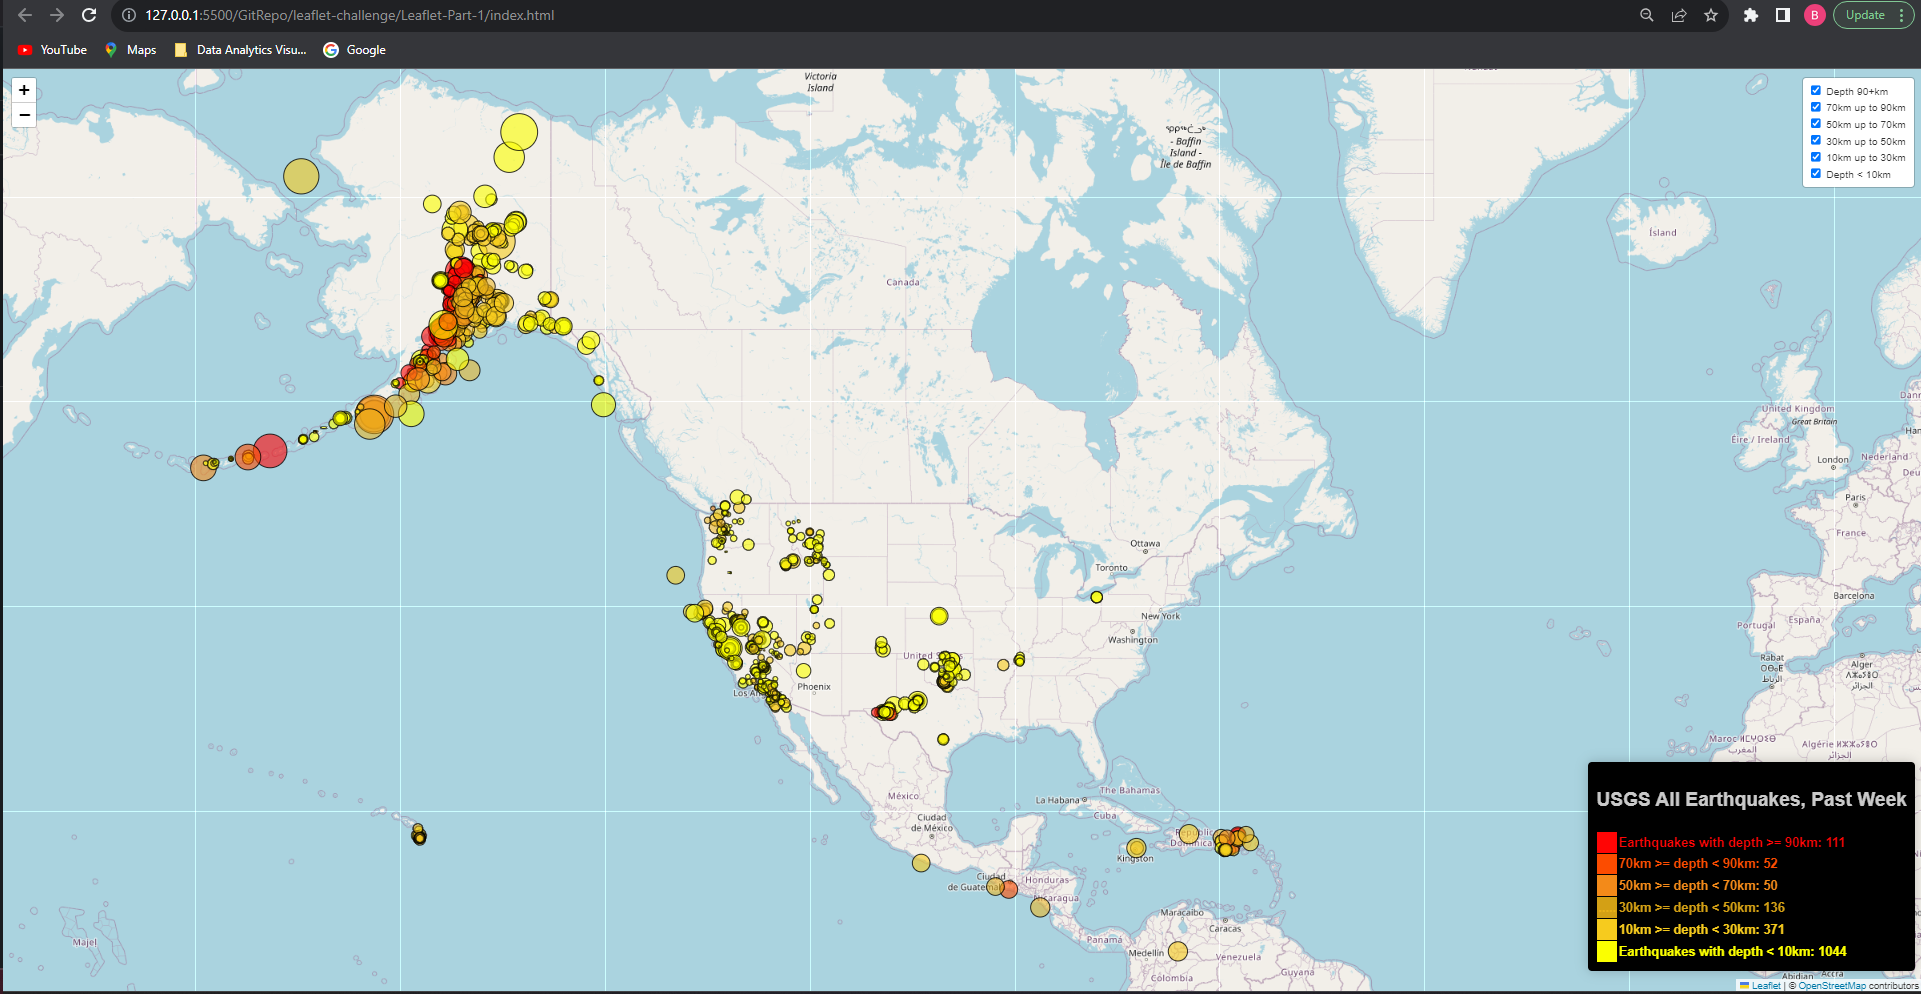 127.0.0.1:5500/GitRepo/leaflet-challenge/Leaflet-Part-1/index.html
B
Update
YouTube
Maps
Data Analytics Visu...
Google
+
−
Depth 90+km
70km up to 90km
50km up to 70km
30km up to 50km
10km up to 30km
Depth < 10km
Victoria
Island
- Baffin
Island -
Île de Baffin
Ísland
Canada
United Kingdom
Great Britain
Éire / Ireland
London
Nederland
Paris
France
Ottawa
Toronto
New York
Washington
United
Barcelona
España
Portugal
Rabat
Alger
الرباط
الجزائر
Phoenix
Los An
Maroc ⵍⵎⵖⵔⵉⴱ
المغرب
México
Ciudad
de México
La Habana
Cuba
The Bahamas
Kingston
Ciudad
de Guatem
Honduras
Nicaragua
Panamá
Maracaibo
Caracas
Medellín
Venezuela
Colombia
Guyana
Majel
USGS All Earthquakes, Past Week
Earthquakes with depth >= 90km: 111
70km >= depth < 90km: 52
50km >= depth < 70km: 50
30km >= depth < 50km: 136
10km >= depth < 30km: 371
Earthquakes with depth < 10km: 1044
Abidjan
Accra
Leaflet | © OpenStreetMap contributors